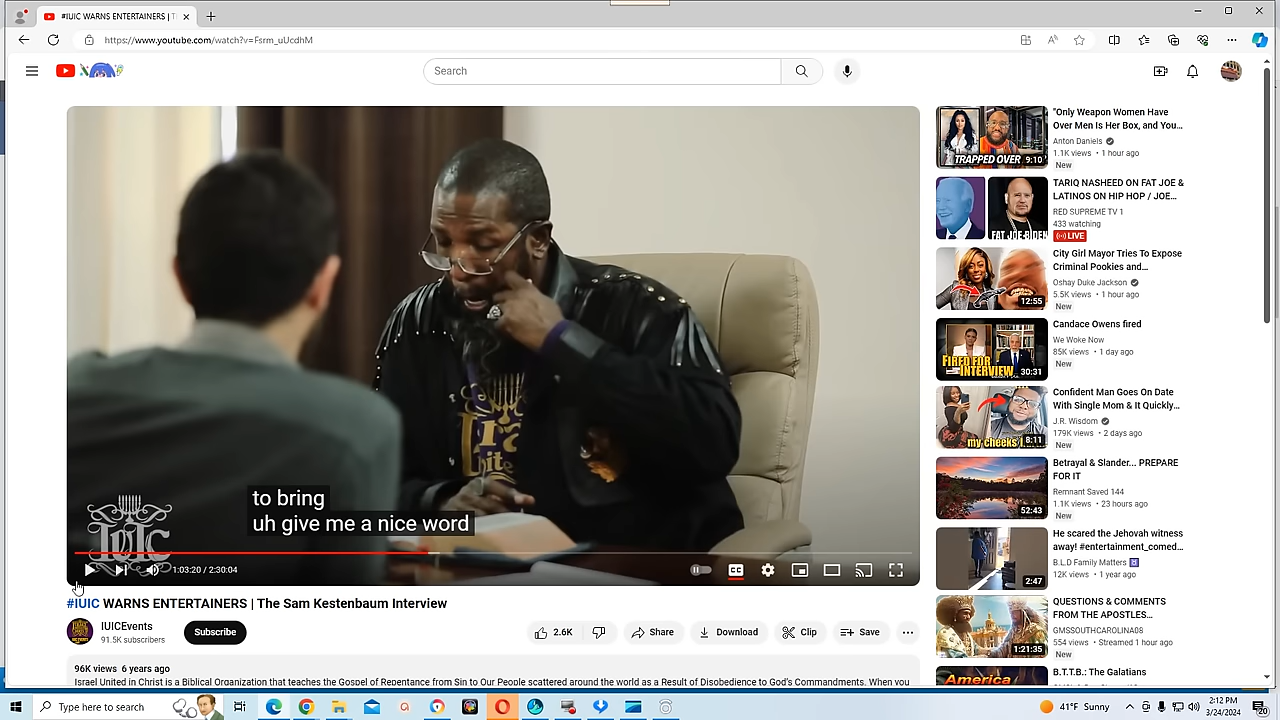 #IUIC WARNS ENTERTAINERS | T
https://www.youtube.com/watch?v=Fsrm_uUcdhM
Search
to bring
uh give me a nice word
IUIC
1:03:20 / 2:30:04
CC
#IUIC WARNS ENTERTAINERS | The Sam Kestenbaum Interview
IUICEvents
91.5K subscribers
Subscribe
2.6K
Share
Download
Clip
Save
96K views 6 years ago
Israel United in Christ is a Biblical Organization that teaches the Gospel of Repentance from Sin to Our People scattered around the world as a Result of Disobedience to God's Commandments. When you
TRAPPED OVER
9:10
"Only Weapon Women Have
Over Men Is Her Box, and You...
Anton Daniels
1.1K views • 1 hour ago
New
FAT JOE BIDEN
TARIQ NASHEED ON FAT JOE &
LATINOS ON HIP HOP / JOE...
RED SUPREME TV 1
433 watching
LIVE
12:55
City Girl Mayor Tries To Expose
Criminal Pookies and...
Oshay Duke Jackson
5.5K views • 1 hour ago
New
FIRED FOR
INTERVIEW
30:31
Candace Owens fired
We Woke Now
85K views • 1 day ago
New
my cheeks
8:11
Confident Man Goes On Date
With Single Mom & It Quickly...
J.R. Wisdom
179K views • 2 days ago
New
52:43
Betrayal & Slander... PREPARE
FOR IT
Remnant Saved 144
1.1K views • 23 hours ago
New
2:47
He scared the Jehovah witness
away! #entertainment_comed...
B.L.D Family Matters
12K views • 1 year ago
1:21:35
QUESTIONS & COMMENTS
FROM THE APOSTLES...
GMSSOUTHCAROLINA08
554 views • Streamed 1 hour ago
New
America
B.T.T.B.: The Galatians
Type here to search
41°F Sunny
2:12 PM
3/24/2024
20